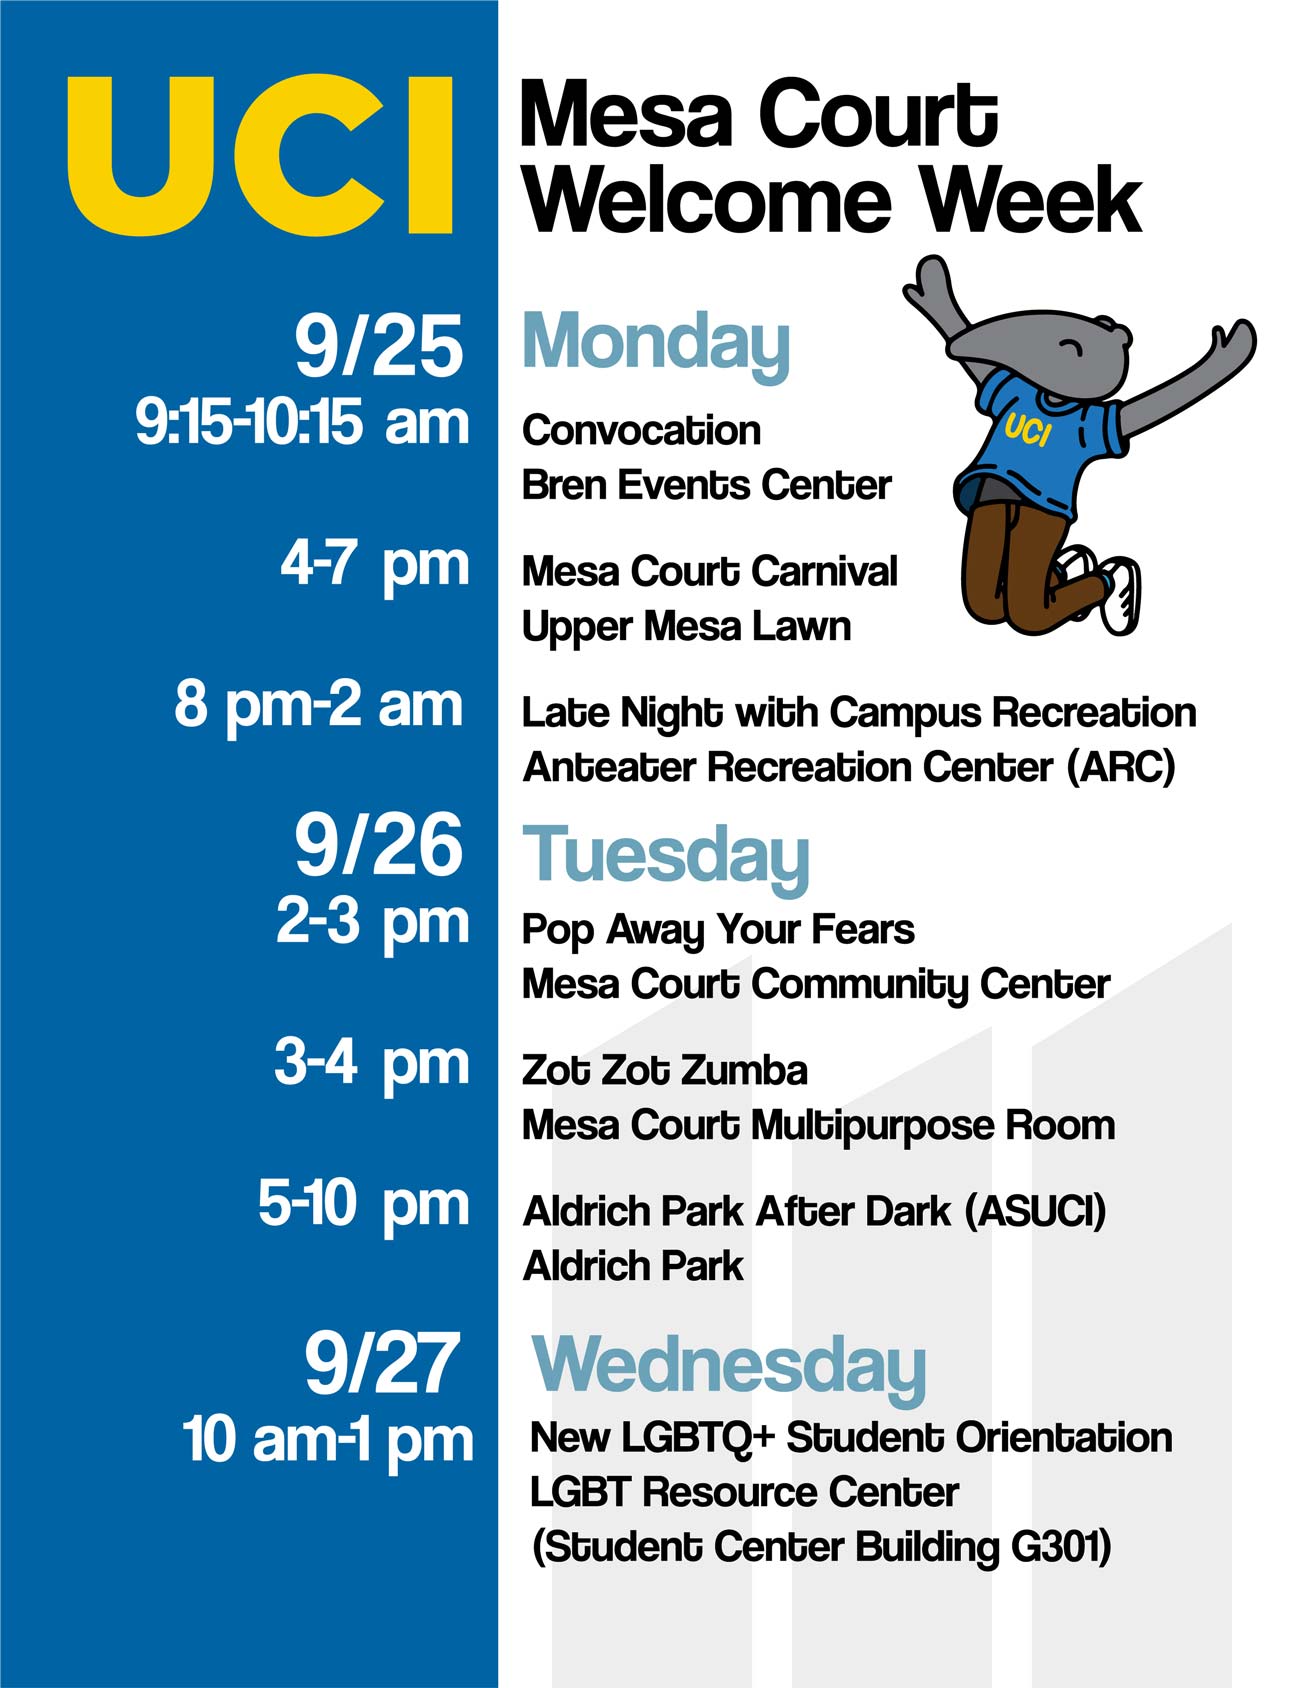 UCI
Mesa Court
Welcome Week
9/25
Monday
9:15-10:15 am
Convocation
Bren Events Center
4-7 pm
Mesa Court Carnival
Upper Mesa Lawn
8 pm-2 am
Late Night with Campus Recreation
Anteater Recreation Center (ARC)
UCI
9/26
Tuesday
2-3 pm
Pop Away Your Fears
Mesa Court Community Center
3-4 pm
Zot Zot Zumba
Mesa Court Multipurpose Room
5-10 pm
Aldrich Park After Dark (ASUCI)
Aldrich Park
9/27
Wednesday
10 am-1 pm
New LGBTQ+ Student Orientation
LGBT Resource Center
(Student Center Building G301)